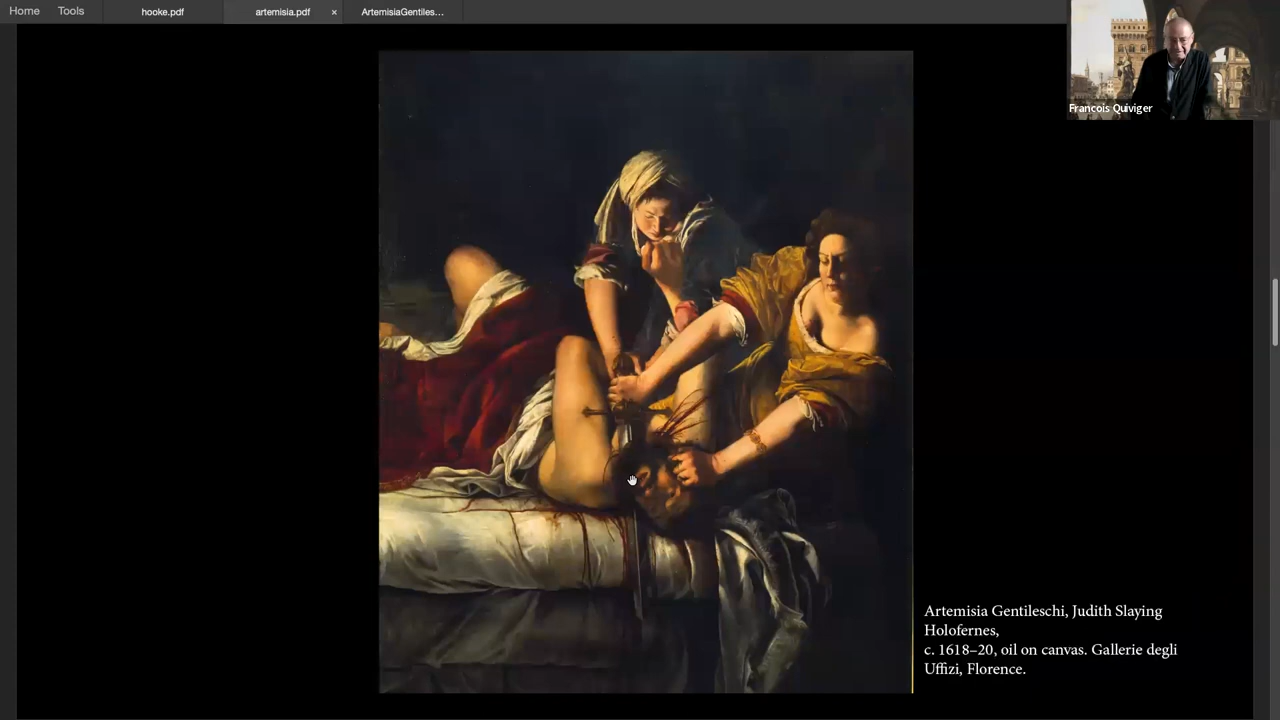 Home
Tools
hooke.pdf
artemisia.pdf
×
ArtemisiaGentiles...
Francois Quiviger
Artemisia Gentileschi, Judith Slaying
Holofernes,
c. 1618–20, oil on canvas. Gallerie degli
Uffizi, Florence.